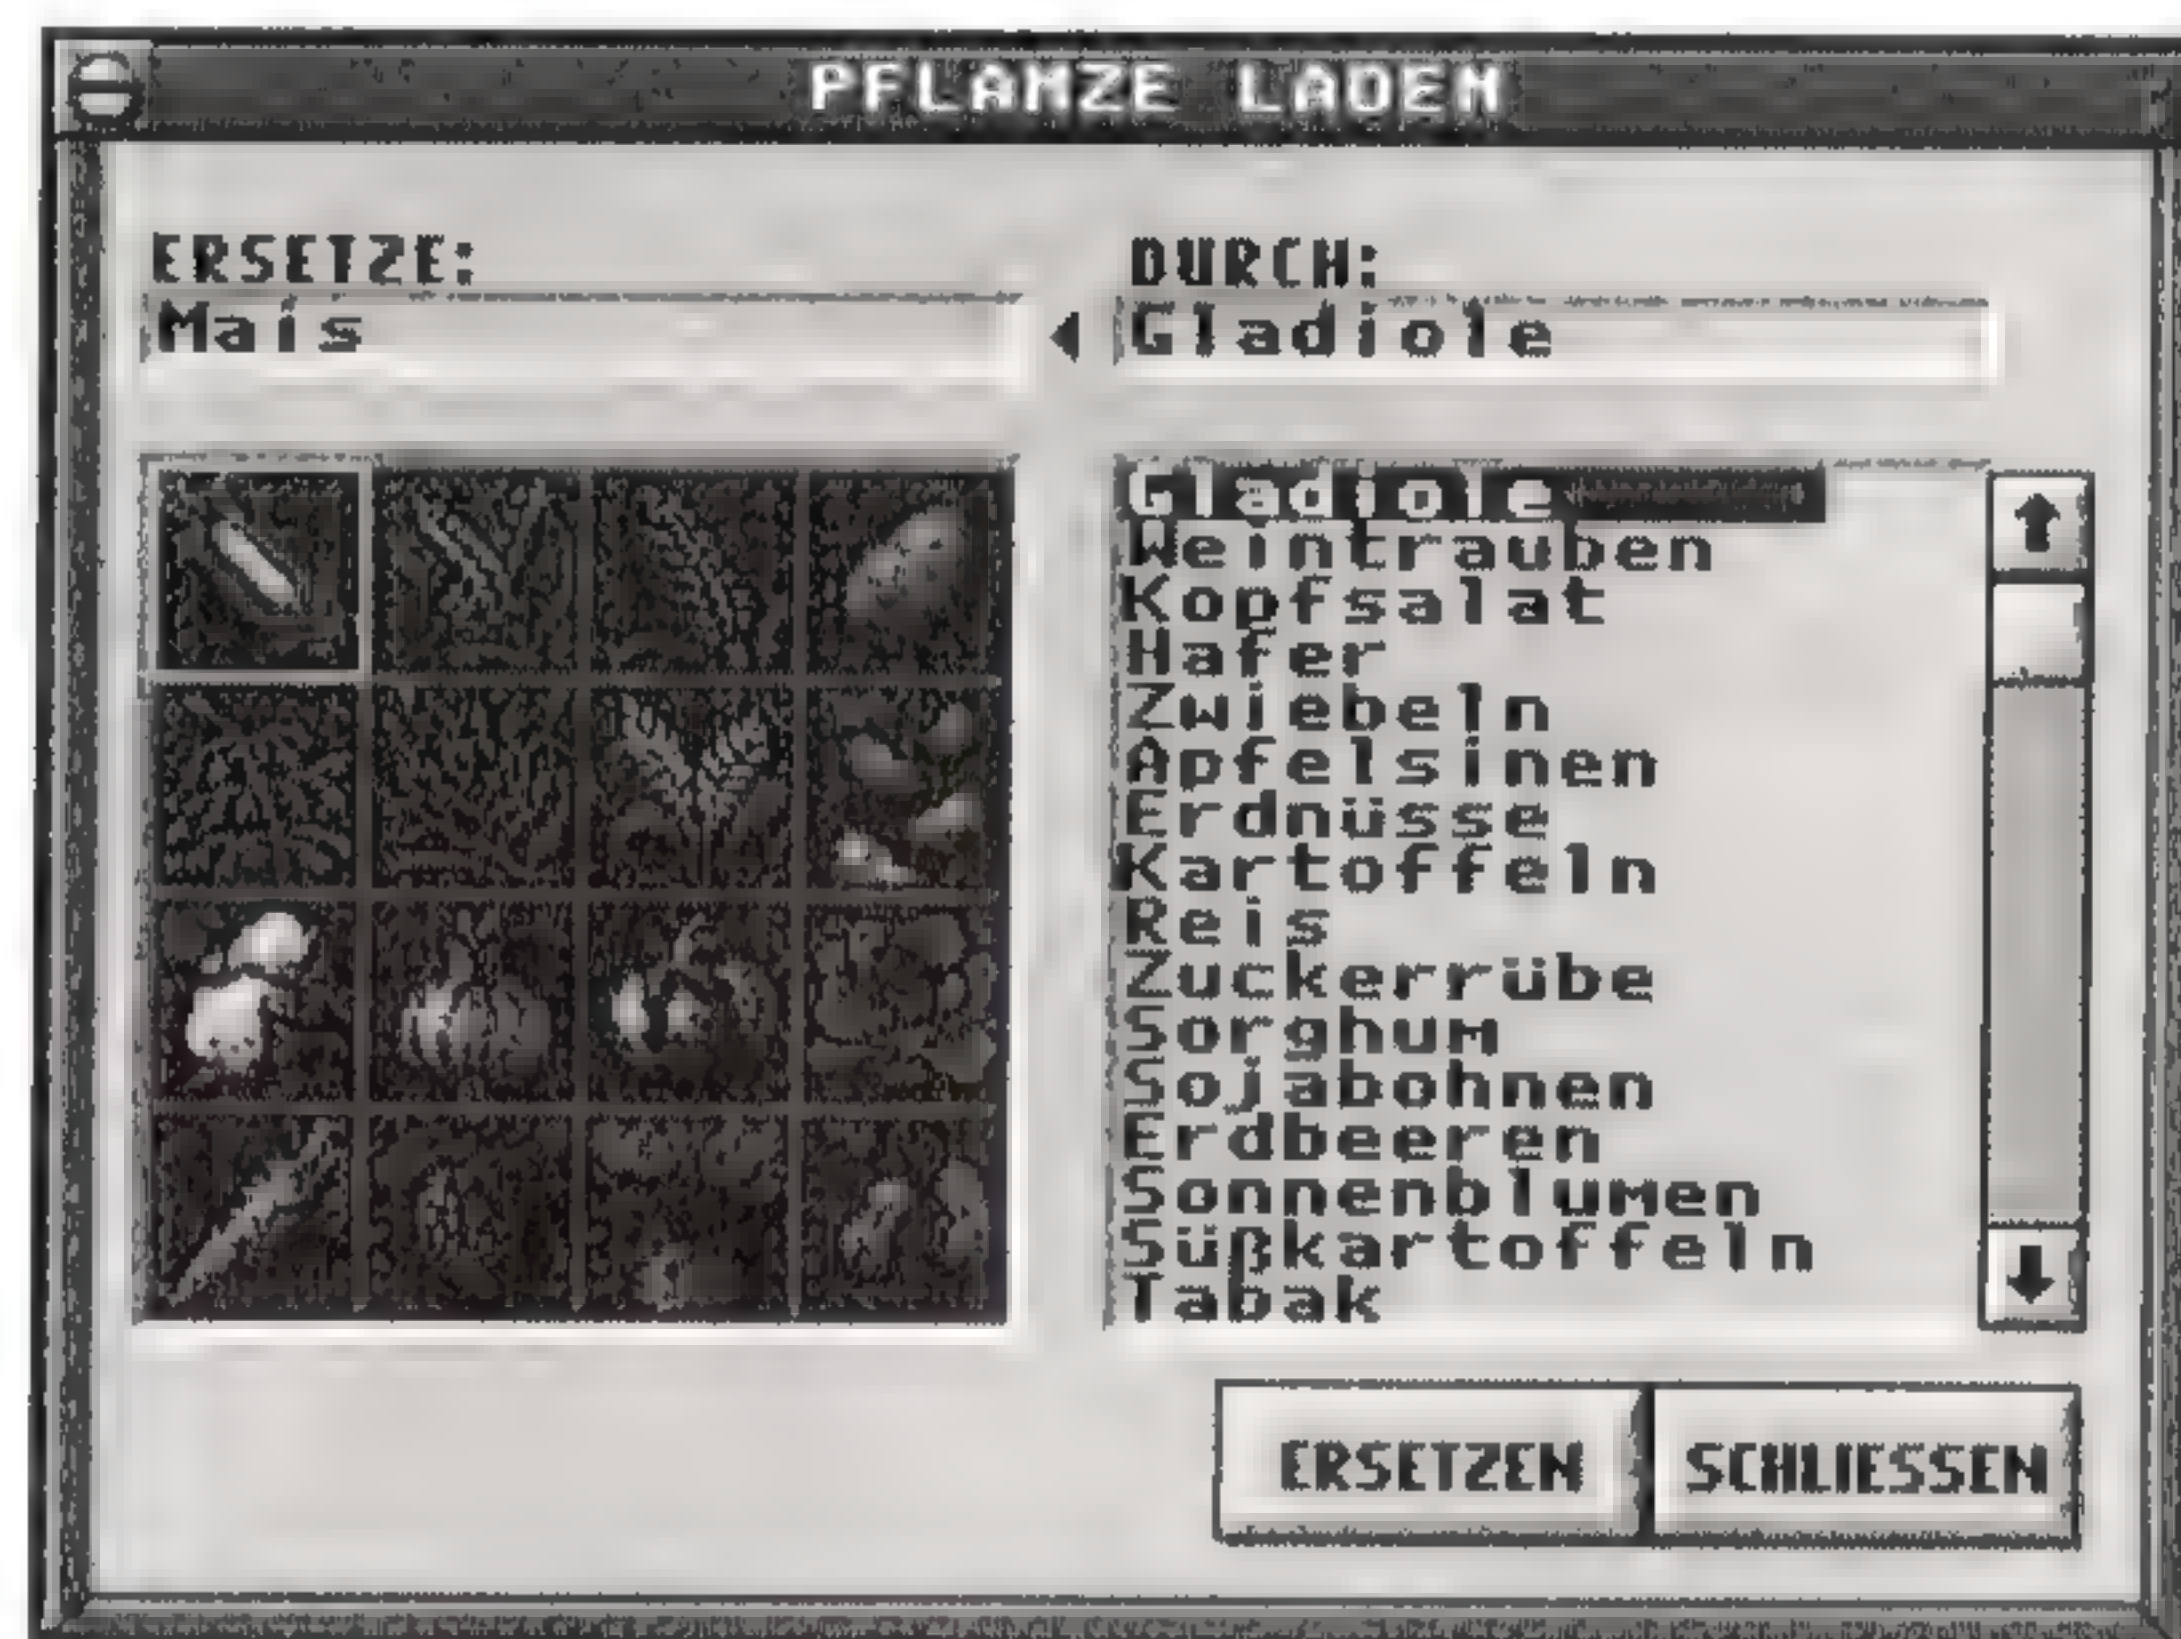 PFLANZE LADEN
ERSETZE:
Mais
DURCH:
Gladiole
Gladiole
Weintrauben
Kopfsalat
Hafer
Zwiebeln
Apfelsinen
Erdnüsse
Kartoffeln
Reis
Zuckerrübe
Sorghum
Sojabohnen
Erdbeeren
Sonnenblumen
Süßkartoffeln
Tabak
ERSETZEN
SCHLIESSEN